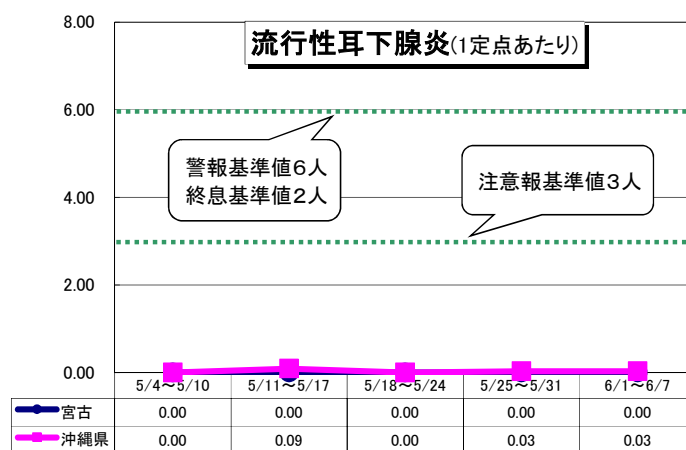 流行性耳下腺炎(1定点あたり)
8.00
6.00
警報基準値6人
終息基準値2人
注意報基準値3人
4.00
2.00
0.00
5/4～5/10 5/11～5/17 5/18～5/24 5/25～5/31 6/1～6/7
宮古 0.00 0.00 0.00 0.00 0.00
沖縄県 0.00 0.09 0.00 0.03 0.03